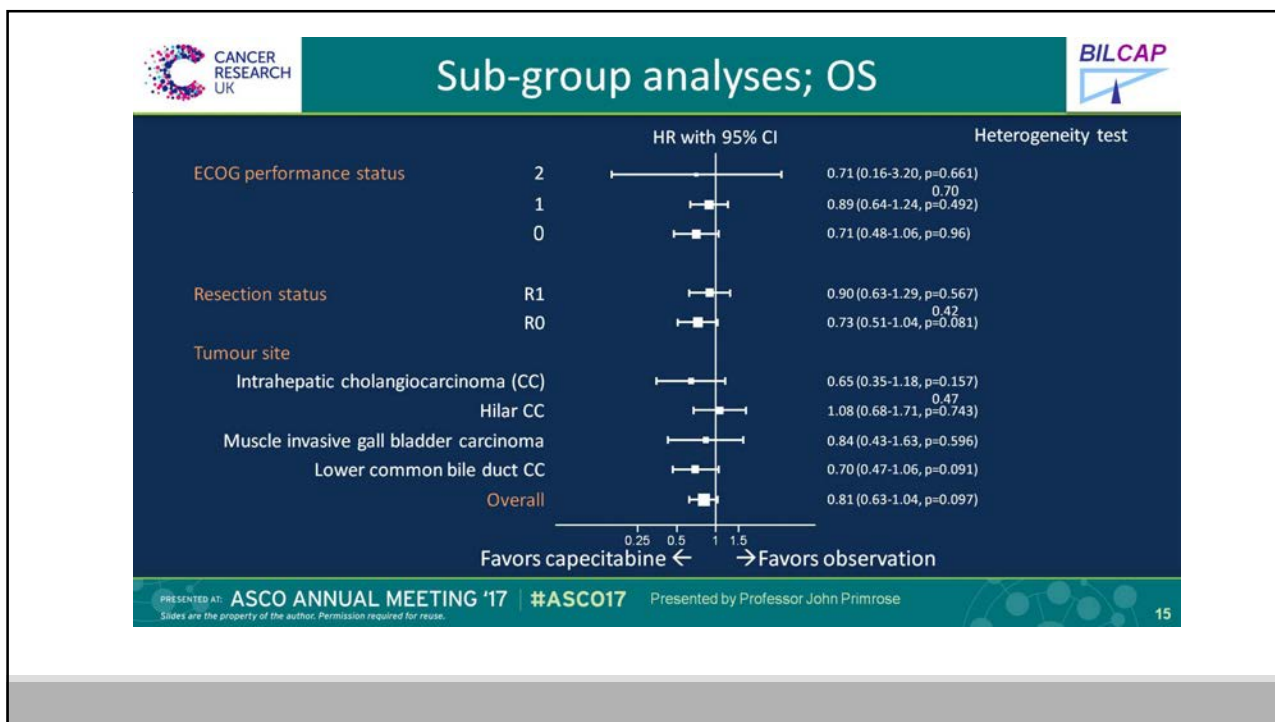 CANCER
RESEARCH
UK
Sub-group analyses; OS
BILCAP
HR with 95% CI
Heterogeneity test
ECOG performance status 2 0.71 (0.16-3.20, p=0.661)
0.70
1 0.89 (0.64-1.24, p=0.492)
0 0.71 (0.48-1.06, p=0.96)
Resection status R1 0.90 (0.63-1.29, p=0.567)
0.42
R0 0.73 (0.51-1.04, p=0.081)
Tumour site
Intrahepatic cholangiocarcinoma (CC) 0.65 (0.35-1.18, p=0.157)
0.47
Hilar CC 1.08 (0.68-1.71, p=0.743)
Muscle invasive gall bladder carcinoma 0.84 (0.43-1.63, p=0.596)
Lower common bile duct CC 0.70 (0.47-1.06, p=0.091)
Overall 0.81 (0.63-1.04, p=0.097)
0.25 0.5 1 1.5
Favors capecitabine ← →Favors observation
PRESENTED AT: ASCO ANNUAL MEETING '17 | #ASCO17 Presented by Professor John Primrose
Slides are the property of the author. Permission required for reuse.
15